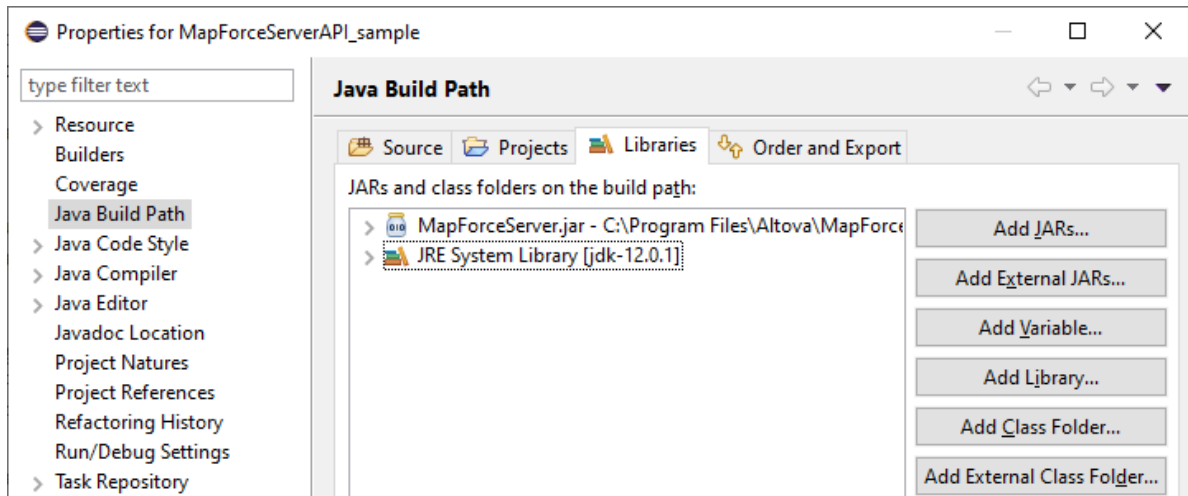 Properties for MapForceServerAPI_sample
type filter text
Resource
Builders
Coverage
Java Build Path
Java Code Style
Java Compiler
Java Editor
Javadoc Location
Project Natures
Project References
Refactoring History
Run/Debug Settings
Task Repository
Java Build Path
Source Projects Libraries Order and Export
JARs and class folders on the build path:
MapForceServer.jar - C:\Program Files\Altova\MapForce
JRE System Library [jdk-12.0.1]
Add JARs...
Add External JARs...
Add Variable...
Add Library...
Add Class Folder...
Add External Class Folder...